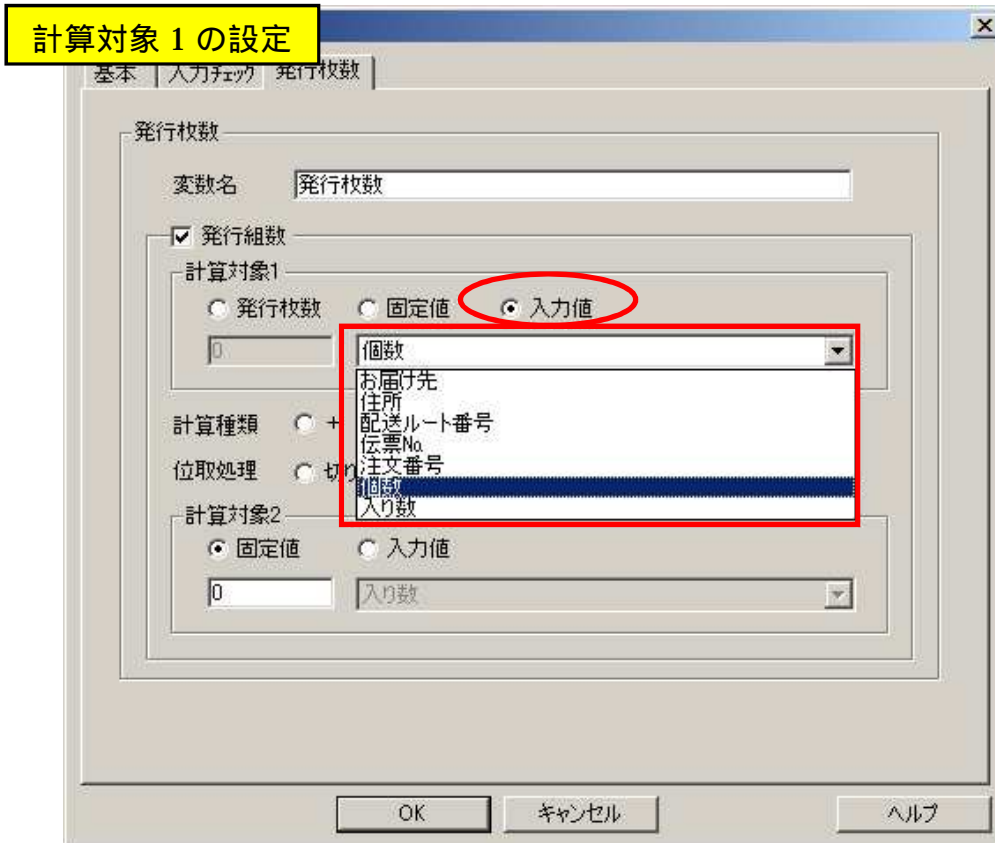 計算対象 1 の設定
基本 入力チェック 発行枚数
発行枚数
変数名 発行枚数
発行組数
計算対象1
発行枚数 固定値 入力値
0 個数
お届け先
住所
配送ルート番号
計算種類 +
伝票No.
注文番号
位取処理 切り
個数
入り数
計算対象2
固定値 入力値
0 入り数
OK キャンセル ヘルプ